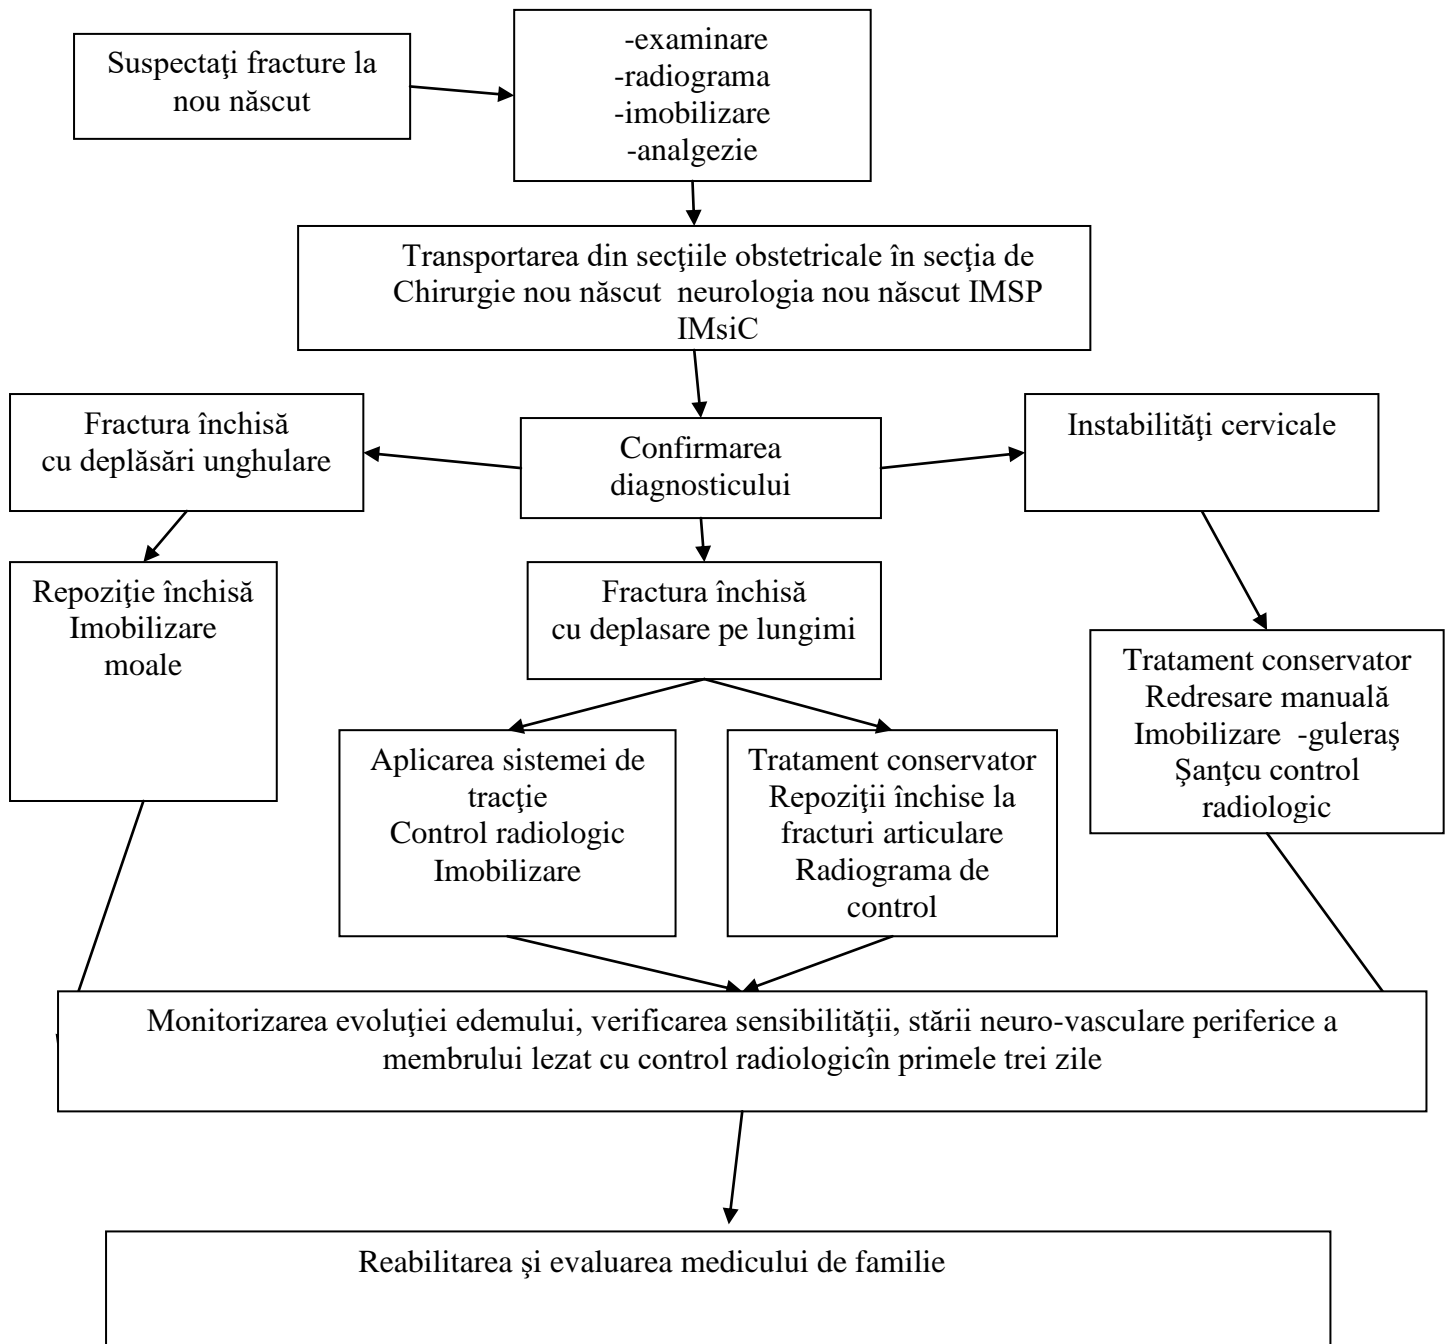 Suspectaţi fracture la
nou născut
-examinare
-radiograma
-imobilizare
-analgezie
Transportarea din secţiile obstetricale în secţia de
Chirurgie nou născut neurologia nou născut IMSP
IMsiC
Fractura închisă
cu deplăsări unghulare
Confirmarea
diagnosticului
Instabilităţi cervicale
Repoziţie închisă
Imobilizare
moale
Fractura închisă
cu deplasare pe lungimi
Tratament conservator
Redresare manuală
Imobilizare -guleraş
Şanţcu control
radiologic
Aplicarea sistemei de
tracţie
Control radiologic
Imobilizare
Tratament conservator
Repoziţii închise la
fracturi articulare
Radiograma de
control
Monitorizarea evoluţiei edemului, verificarea sensibilităţii, stării neuro-vasculare periferice a
membrului lezat cu control radiologicîn primele trei zile
Reabilitarea şi evaluarea medicului de familie